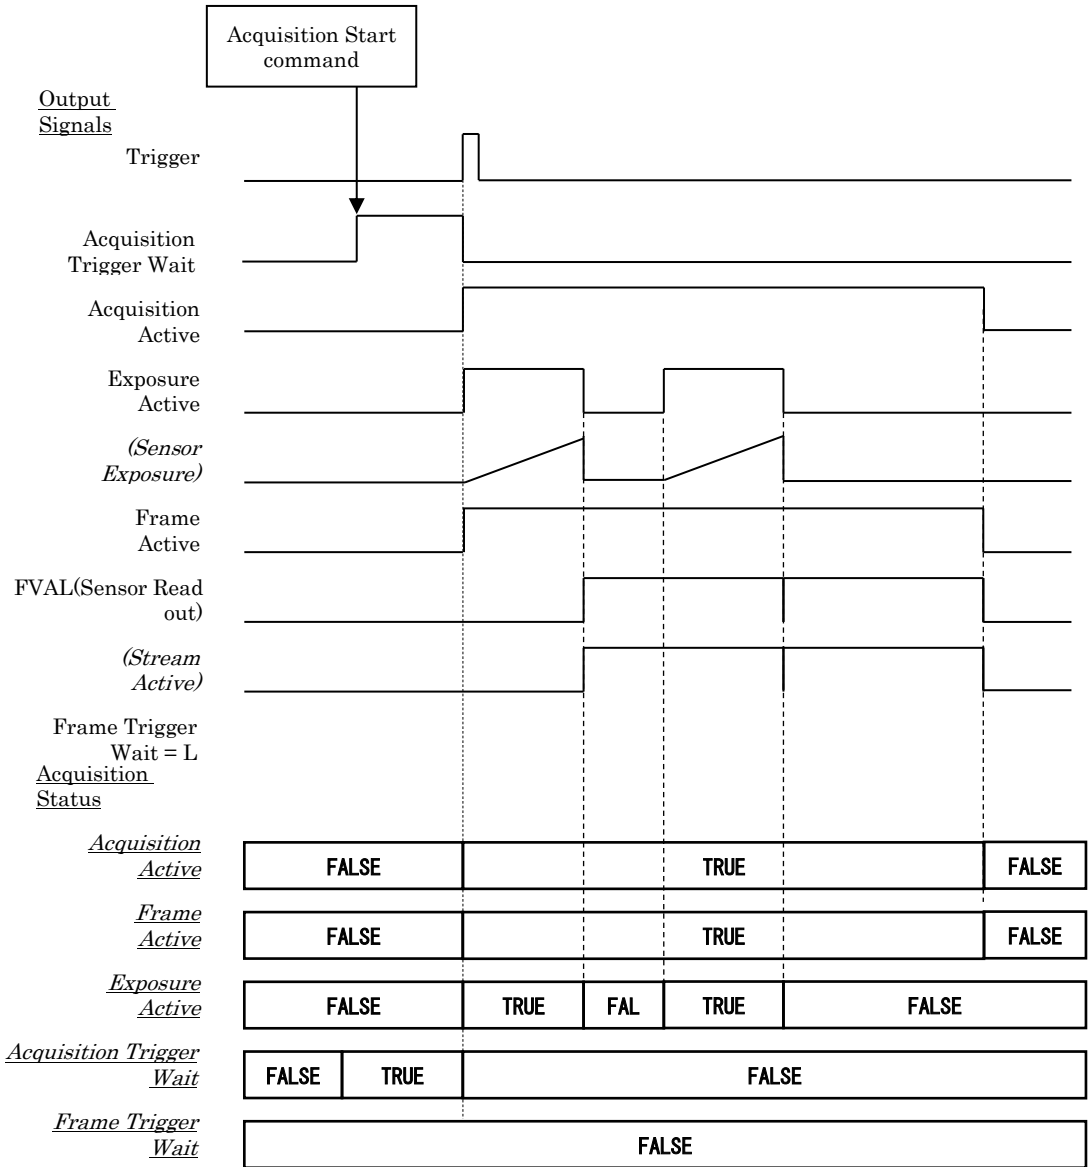 Acquisition Start
command
Output
Signals
Trigger
Acquisition
Trigger Wait
Acquisition
Active
Exposure
Active
(Sensor
Exposure)
Frame
Active
FVAL(Sensor Read
out)
(Stream
Active)
Frame Trigger
Wait = L
Acquisition
Status
Acquisition
Active
FALSE TRUE FALSE
Frame
Active
FALSE TRUE FALSE
Exposure
Active
FALSE TRUE FAL TRUE FALSE
Acquisition Trigger
Wait
FALSE TRUE FALSE
Frame Trigger
Wait
FALSE